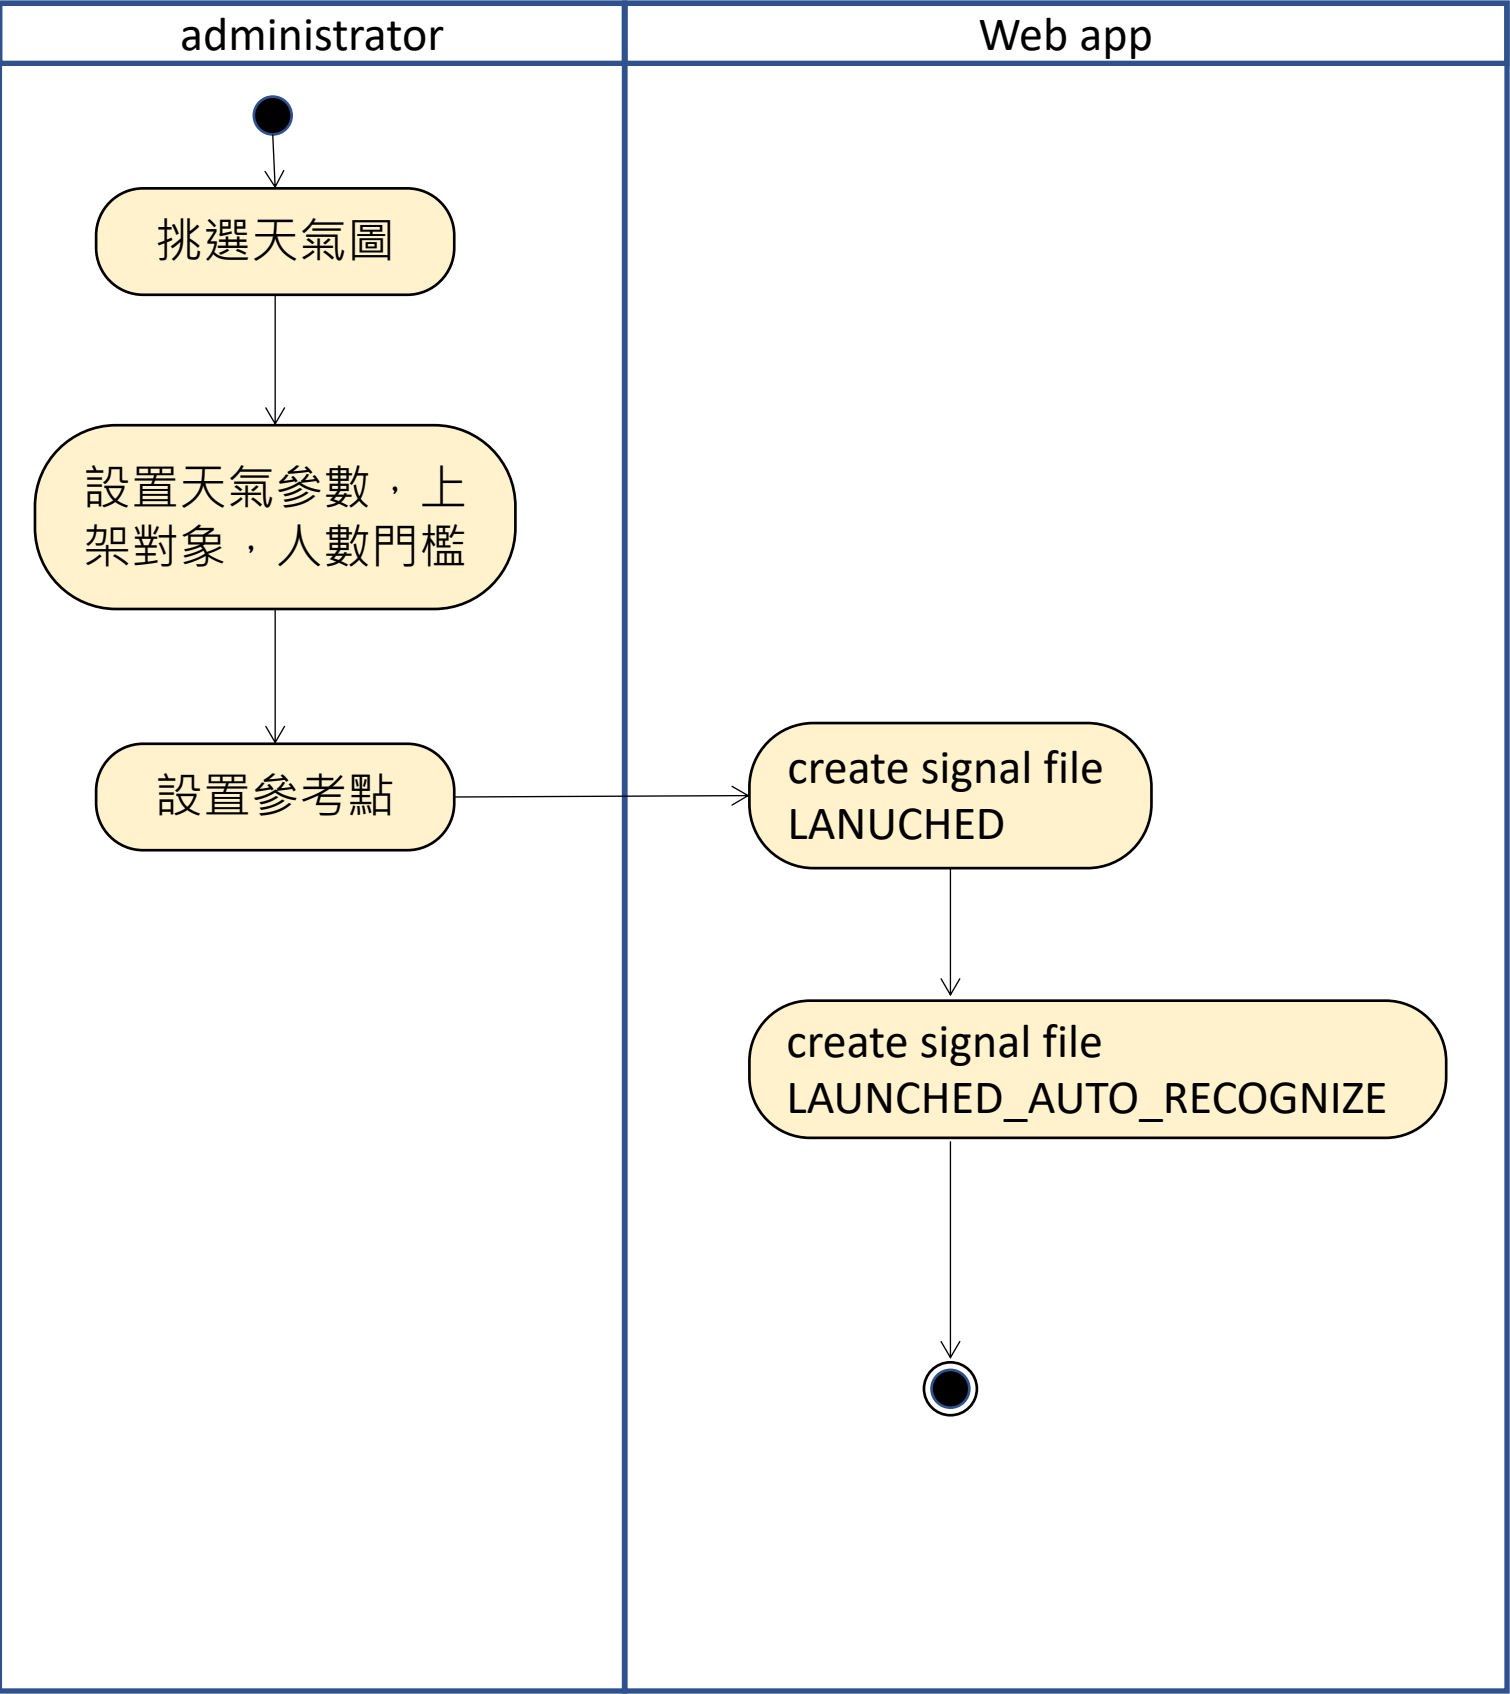 administrator
Web app
挑選天氣圖
設置天氣參數，上
架對象，人數門檻
設置參考點
create signal file
LANUCHED
create signal file
LAUNCHED_AUTO_RECOGNIZE